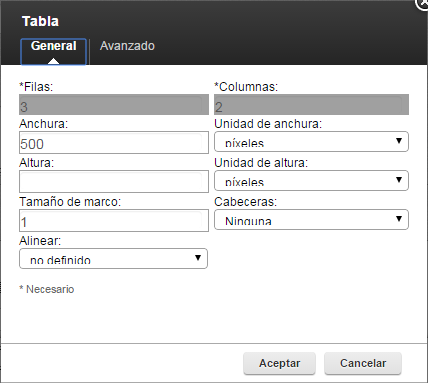 Tabla
General Avanzado
*Filas: *Columnas:
3 2
Anchura: Unidad de anchura:
500 píxeles
Altura: Unidad de altura:
píxeles
Tamaño de marco: Cabeceras:
1 Ninguna
Alinear:
no definido
* Necesario
Aceptar Cancelar